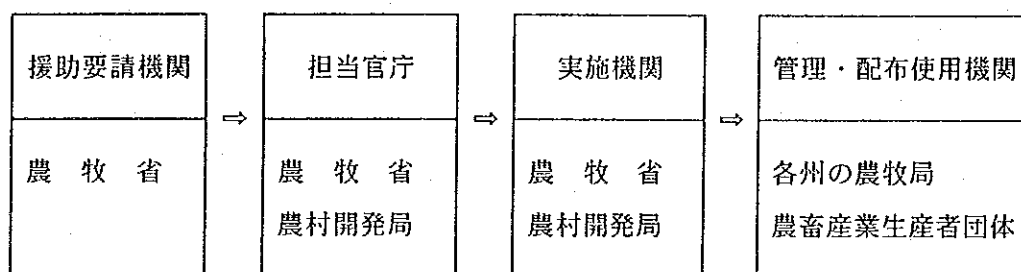 援助要請機関
農牧省
⇨
担当官庁
農牧省
農村開発局
⇨
実施機関
農牧省
農村開発局
⇨
管理・配布使用機関
各州の農牧局
農畜産業生産者団体